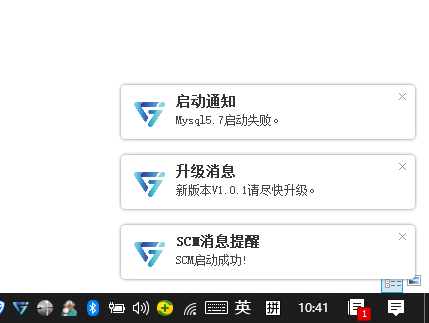 启动通知
Mysql5.7启动失败。
升级消息
新版本V1.0.1请尽快升级。
SCM消息提醒
SCM启动成功!
英 拼 10:41 1